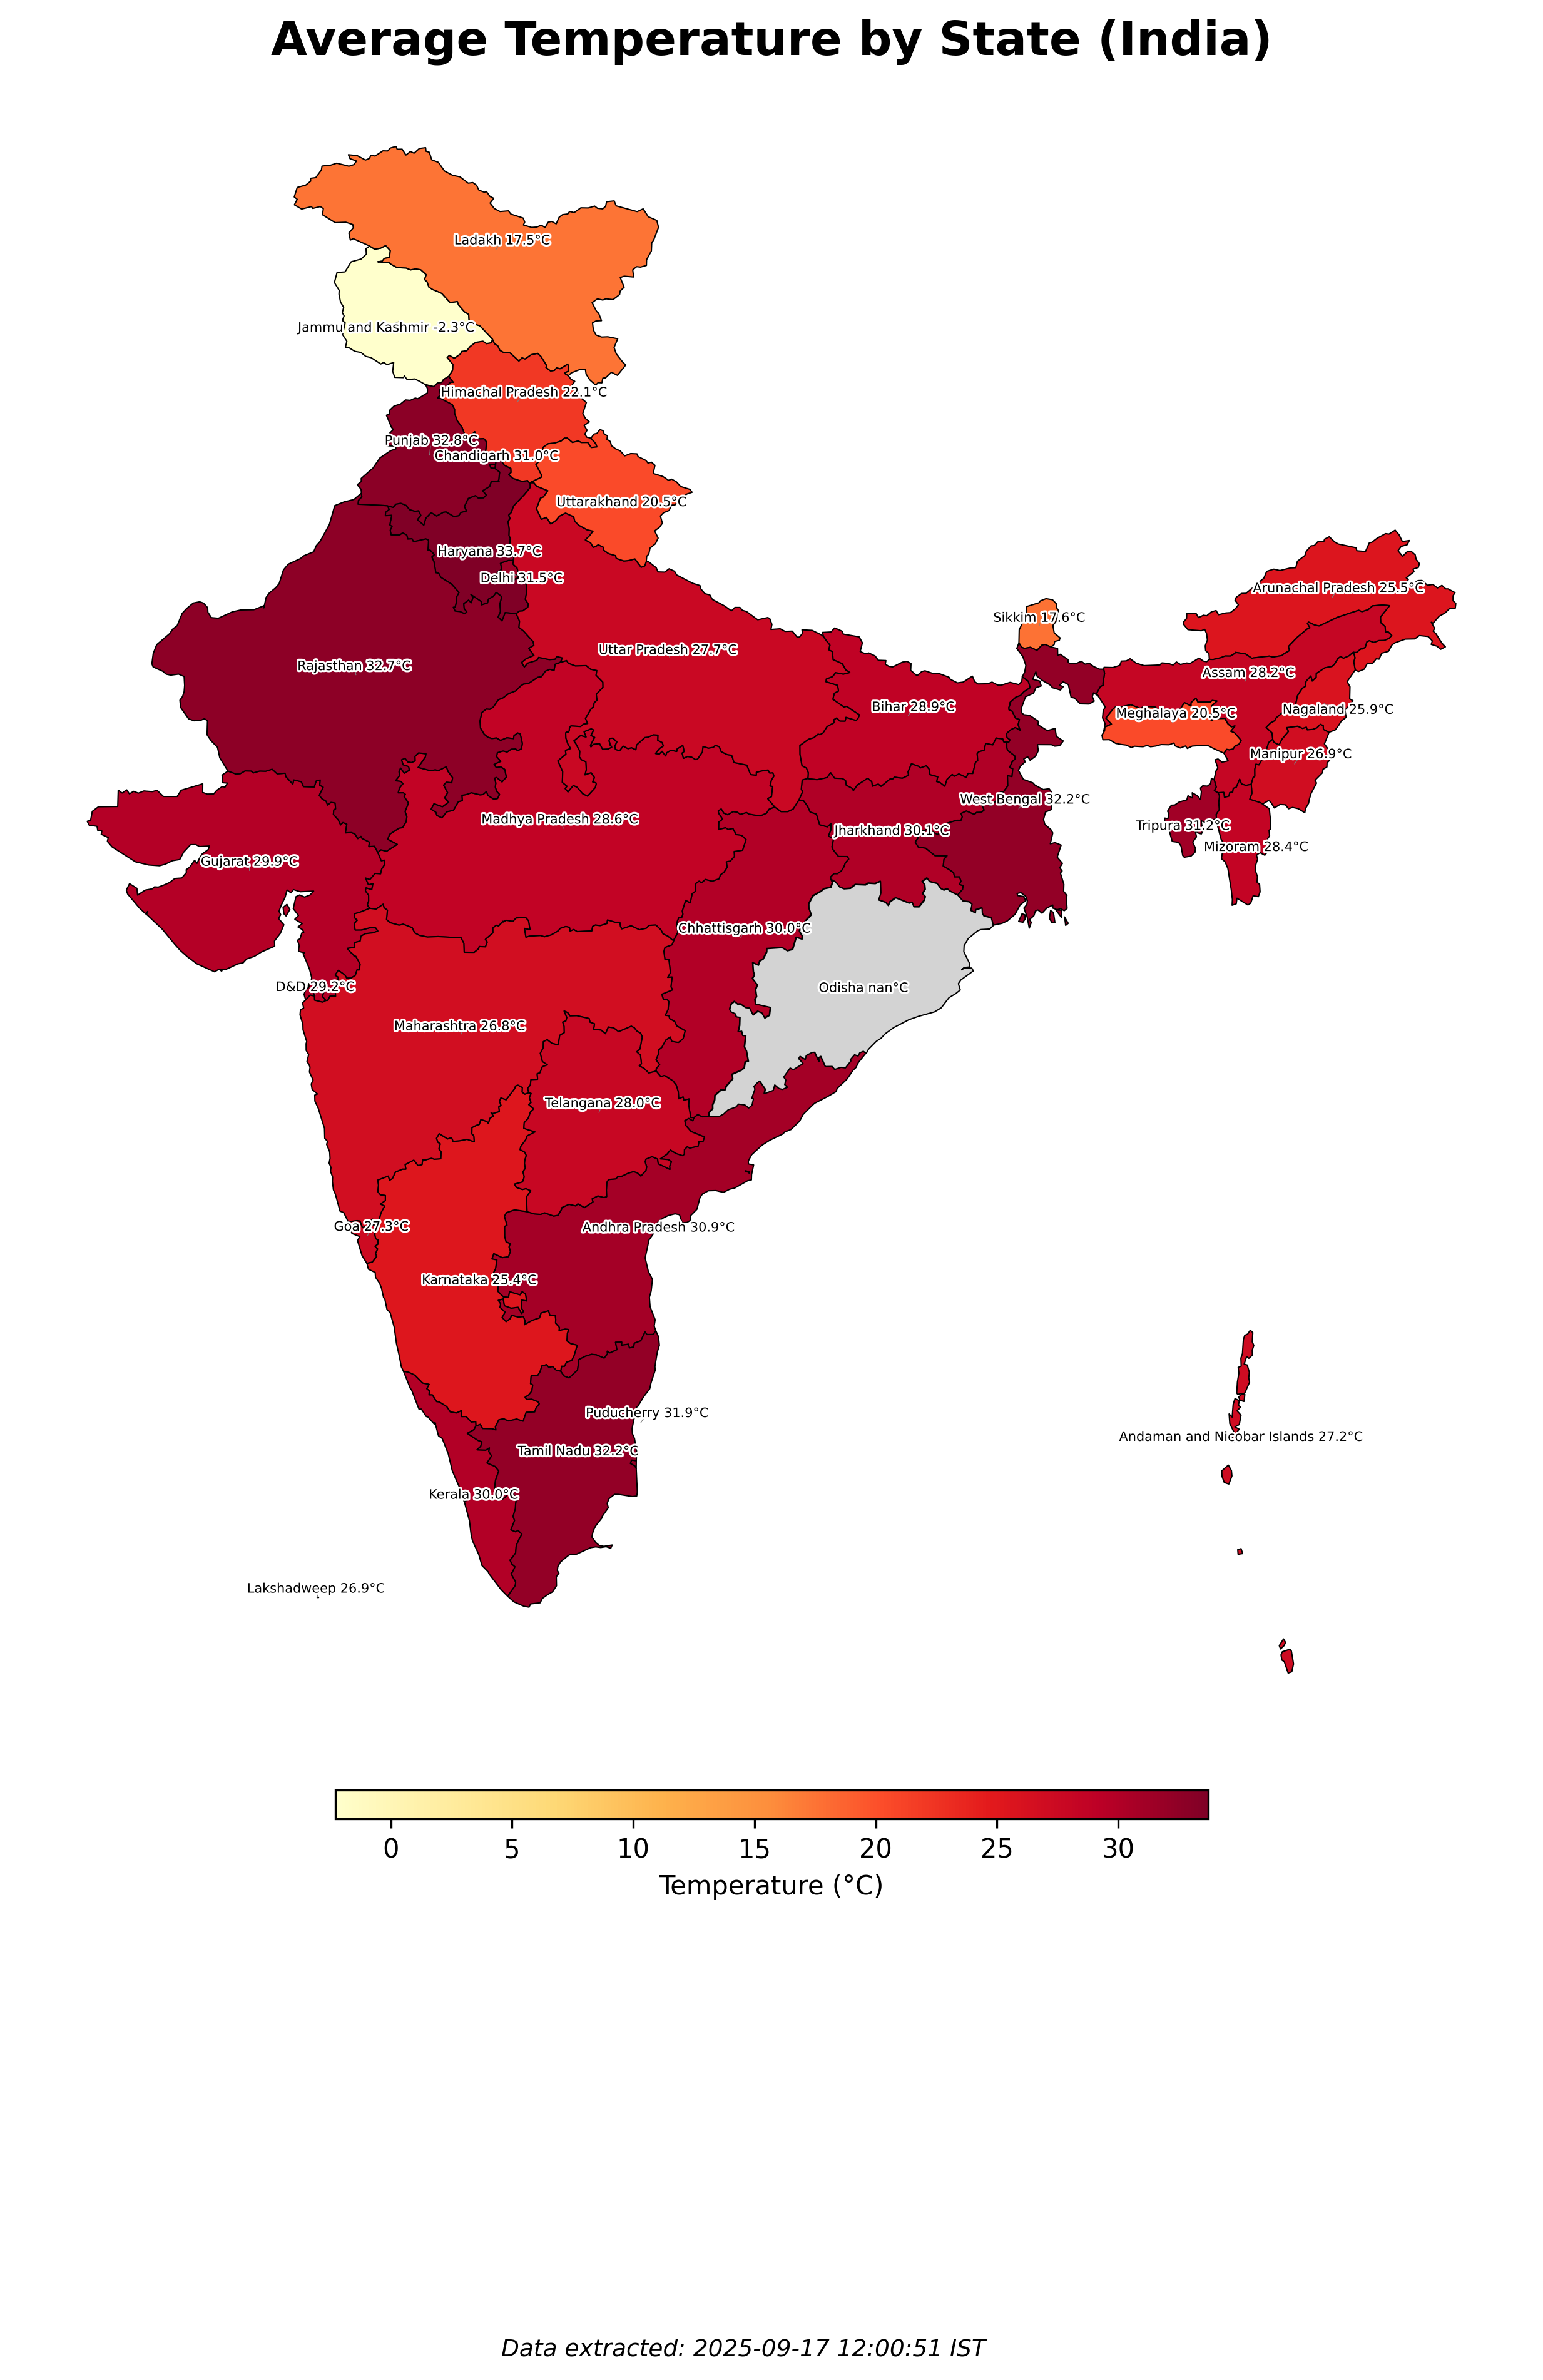 Average Temperature by State (India)
Ladakh 17.5°C
Jammu and Kashmir -2.3°C
Himachal Pradesh 22.1°C
Punjab 32.8°C
Chandigarh 31.0°C
Uttarakhand 20.5°C
Haryana 33.7°C
Delhi 31.5°C
Arunachal Pradesh 25.5°C
Sikkim 17.6°C
Uttar Pradesh 27.7°C
Rajasthan 32.7°C
Assam 28.2°C
Bihar 28.9°C
Meghalaya 20.5°C
Nagaland 25.9°C
Manipur 26.9°C
West Bengal 32.2°C
Madhya Pradesh 28.6°C
Jharkhand 30.1°C
Tripura 31.2°C
Mizoram 28.4°C
Gujarat 29.9°C
Chhattisgarh 30.0°C
D&D 29.2°C
Odisha nan°C
Maharashtra 26.8°C
Telangana 28.0°C
Goa 27.3°C
Andhra Pradesh 30.9°C
Karnataka 25.4°C
Puducherry 31.9°C
Andaman and Nicobar Islands 27.2°C
Tamil Nadu 32.2°C
Kerala 30.0°C
Lakshadweep 26.9°C
0 5 10 15 20 25 30
Temperature (°C)
Data extracted: 2025-09-17 12:00:51 IST